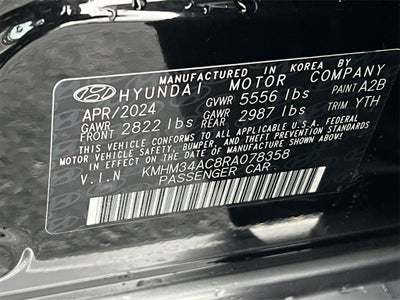 MANUFACTURED IN KOREA BY
HYUNDAI MOTOR COMPANY
APR/2024 GVWR 5556 lbs PAINT A2B
GAWR FRONT 2822 lbs GAWR REAR 2987 lbs TRIM YTH
THIS VEHICLE CONFORMS TO ALL APPLICABLE U.S.A. FEDERAL
MOTOR VEHICLE SAFETY, BUMPER, AND THEFT PREVENTION STANDARDS
IN EFFECT ON THE DATE OF MANUFACTURE SHOWN ABOVE.
V.I.N KMHM34AC8RA078358
PASSENGER CAR